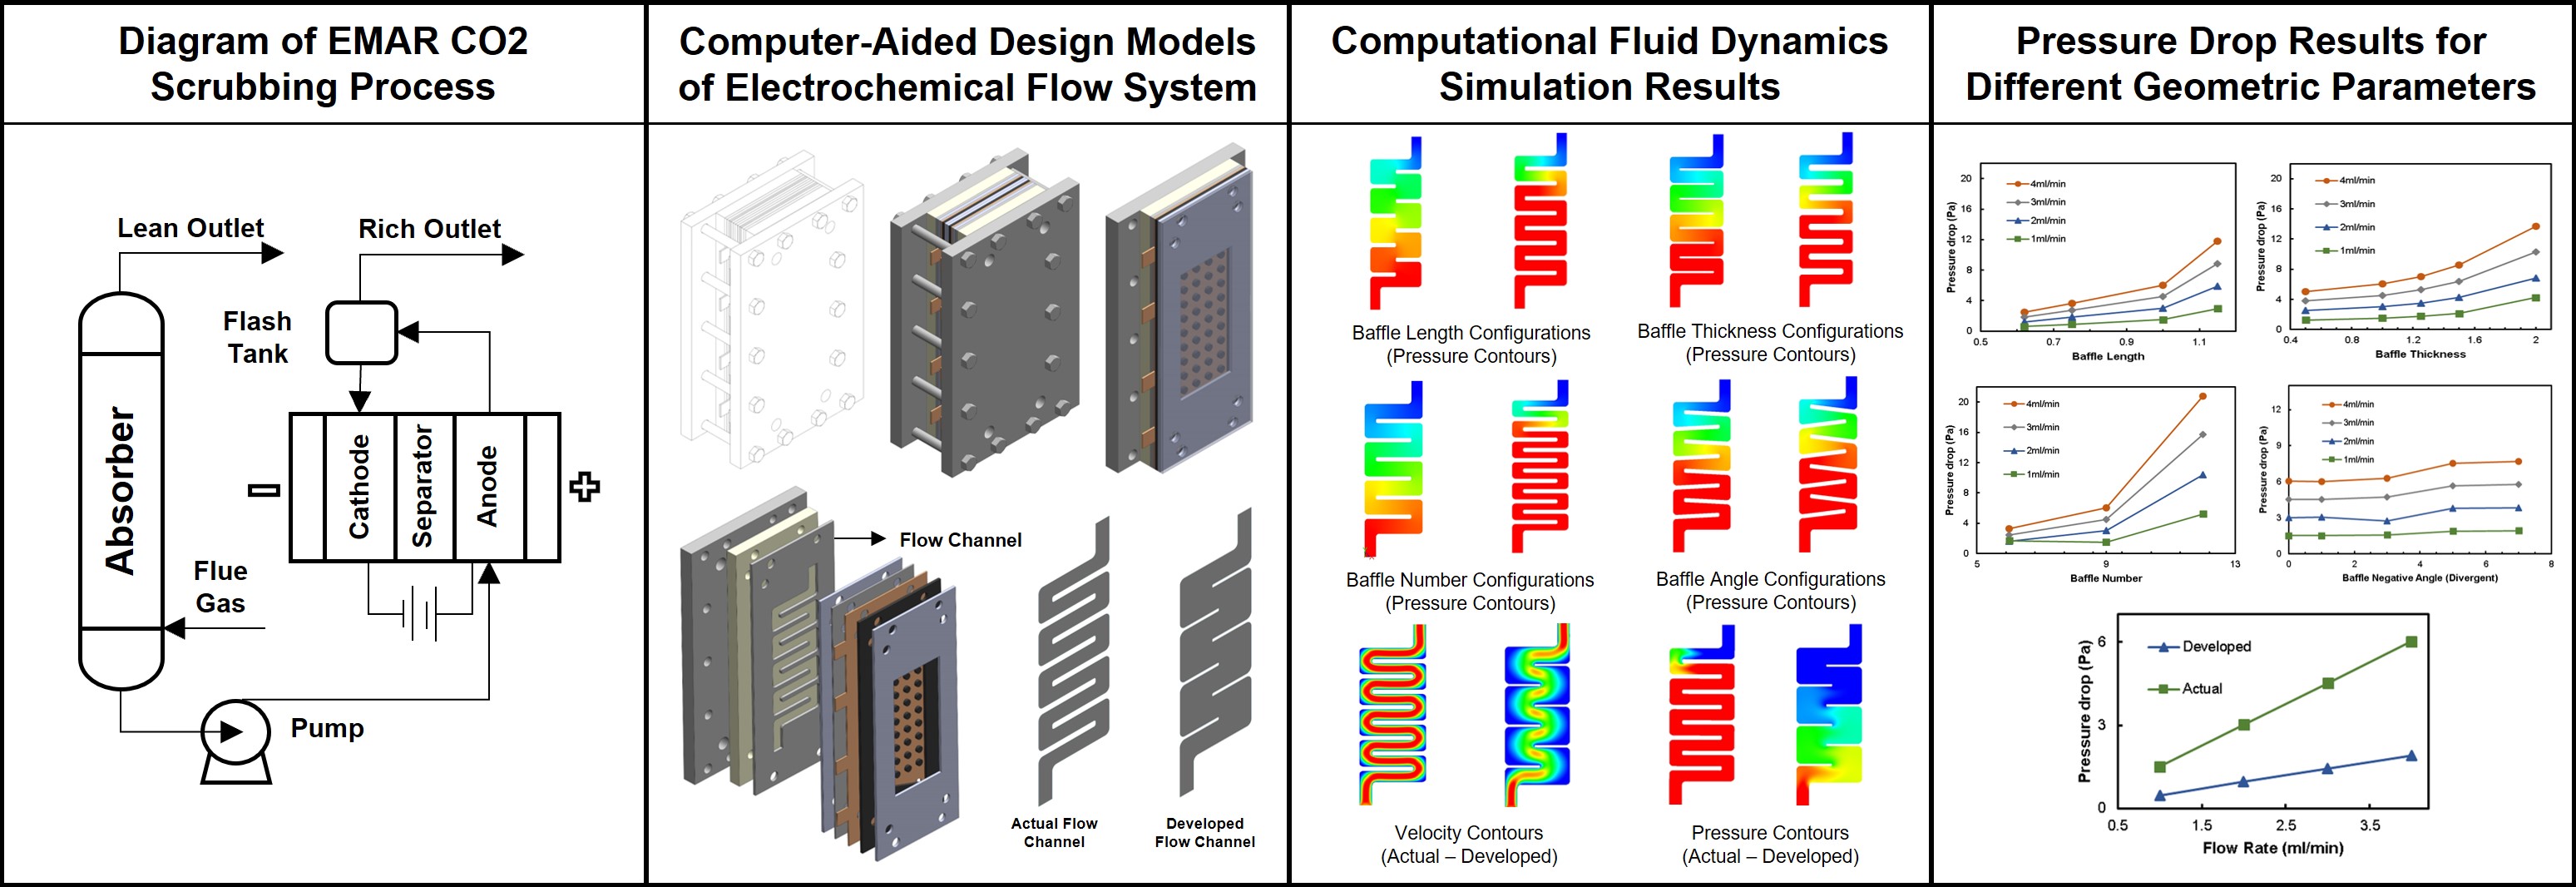 Diagram of EMAR CO2
Scrubbing Process
Lean Outlet
Rich Outlet
Flash
Tank
Absorber
Cathode
Separator
Anode
Flue
Gas
Pump
Computer-Aided Design Models
of Electrochemical Flow System
Flow Channel
Actual Flow
Channel
Developed
Flow Channel
Computational Fluid Dynamics
Simulation Results
Baffle Length Configurations
(Pressure Contours)
Baffle Thickness Configurations
(Pressure Contours)
Baffle Number Configurations
(Pressure Contours)
Baffle Angle Configurations
(Pressure Contours)
Velocity Contours
(Actual – Developed)
Pressure Contours
(Actual – Developed)
Pressure Drop Results for
Different Geometric Parameters
Pressure drop (Pa)
20
16
12
8
4
0
4ml/min
3ml/min
2ml/min
1ml/min
0.5 0.7 0.9 1.1
Baffle Length
Pressure drop (Pa)
20
16
12
8
4
0
4ml/min
3ml/min
2ml/min
1ml/min
0.4 0.8 1.2 1.6 2
Baffle Thickness
Pressure drop (Pa)
20
16
12
8
4
0
4ml/min
3ml/min
2ml/min
1ml/min
5 9 13
Baffle Number
Pressure drop (Pa)
12
9
6
3
0
4ml/min
3ml/min
2ml/min
1ml/min
0 2 4 6 8
Baffle Negative Angle (Divergent)
Pressure drop (Pa)
6
3
0
Developed
Actual
0.5 1.5 2.5 3.5
Flow Rate (ml/min)